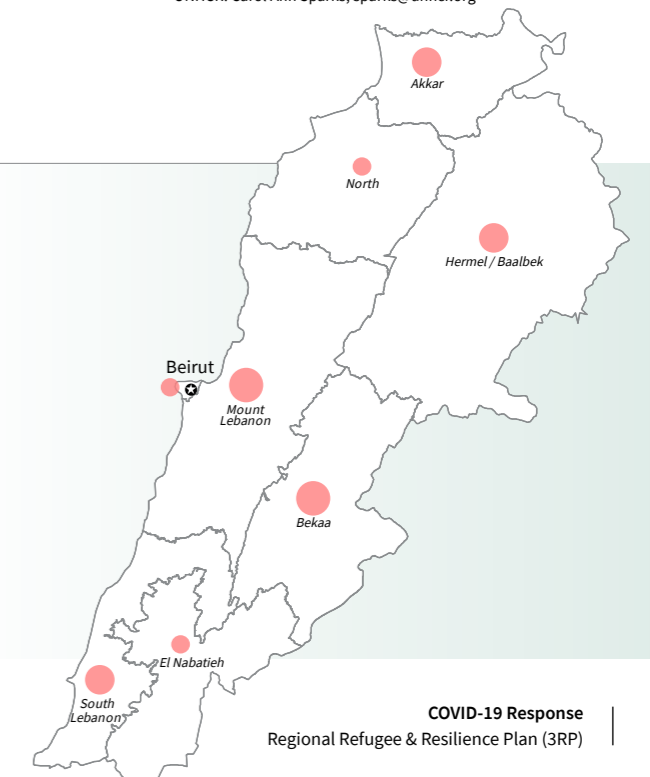 Akkar
North
Hermel / Baalbek
Beirut
Mount
Lebanon
Bekaa
El Nabatieh
South
Lebanon
COVID-19 Response
Regional Refugee & Resilience Plan (3RP)